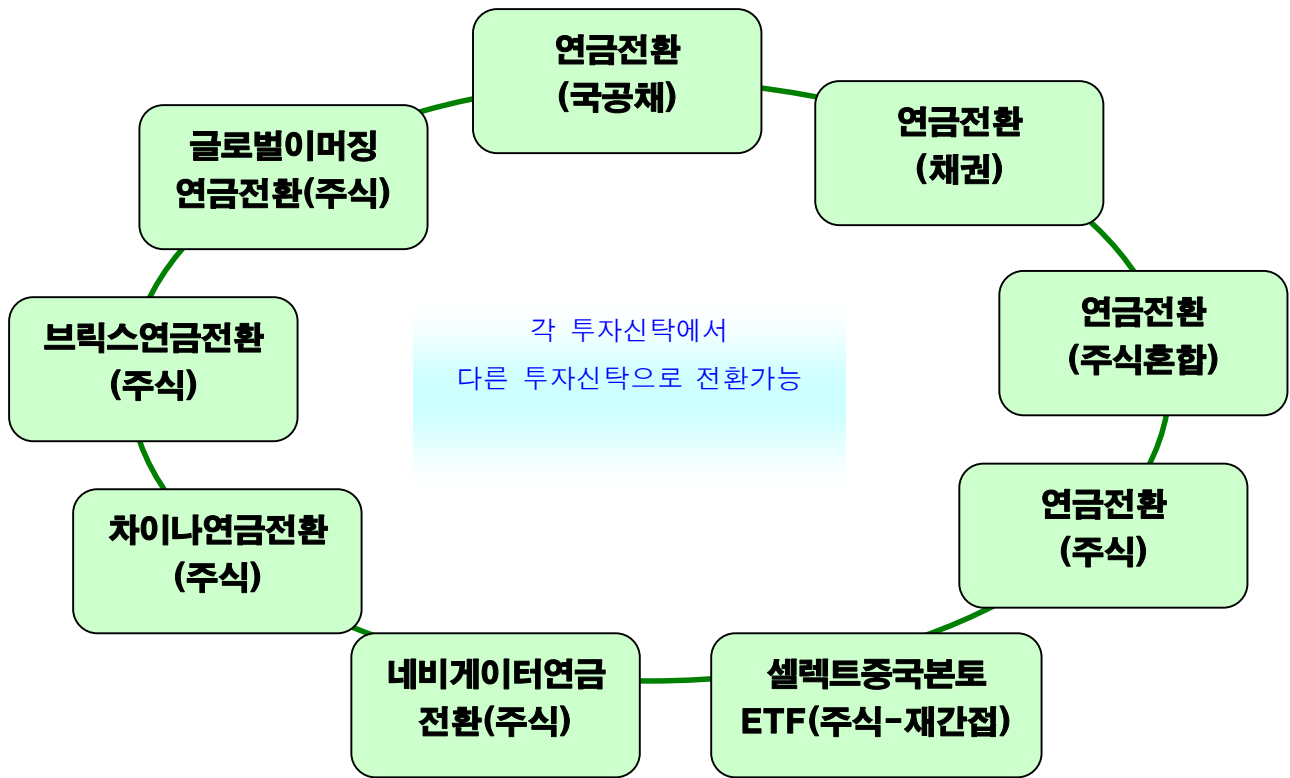 연금전환
(국공채)
연금전환
(채권)
연금전환
(주식혼합)
연금전환
(주식)
셀렉트중국본토
ETF(주식-재간접)
네비게이터연금
전환(주식)
차이나연금전환
(주식)
브릭스연금전환
(주식)
글로벌이머징
연금전환(주식)
각 투자신탁에서
다른 투자신탁으로 전환가능